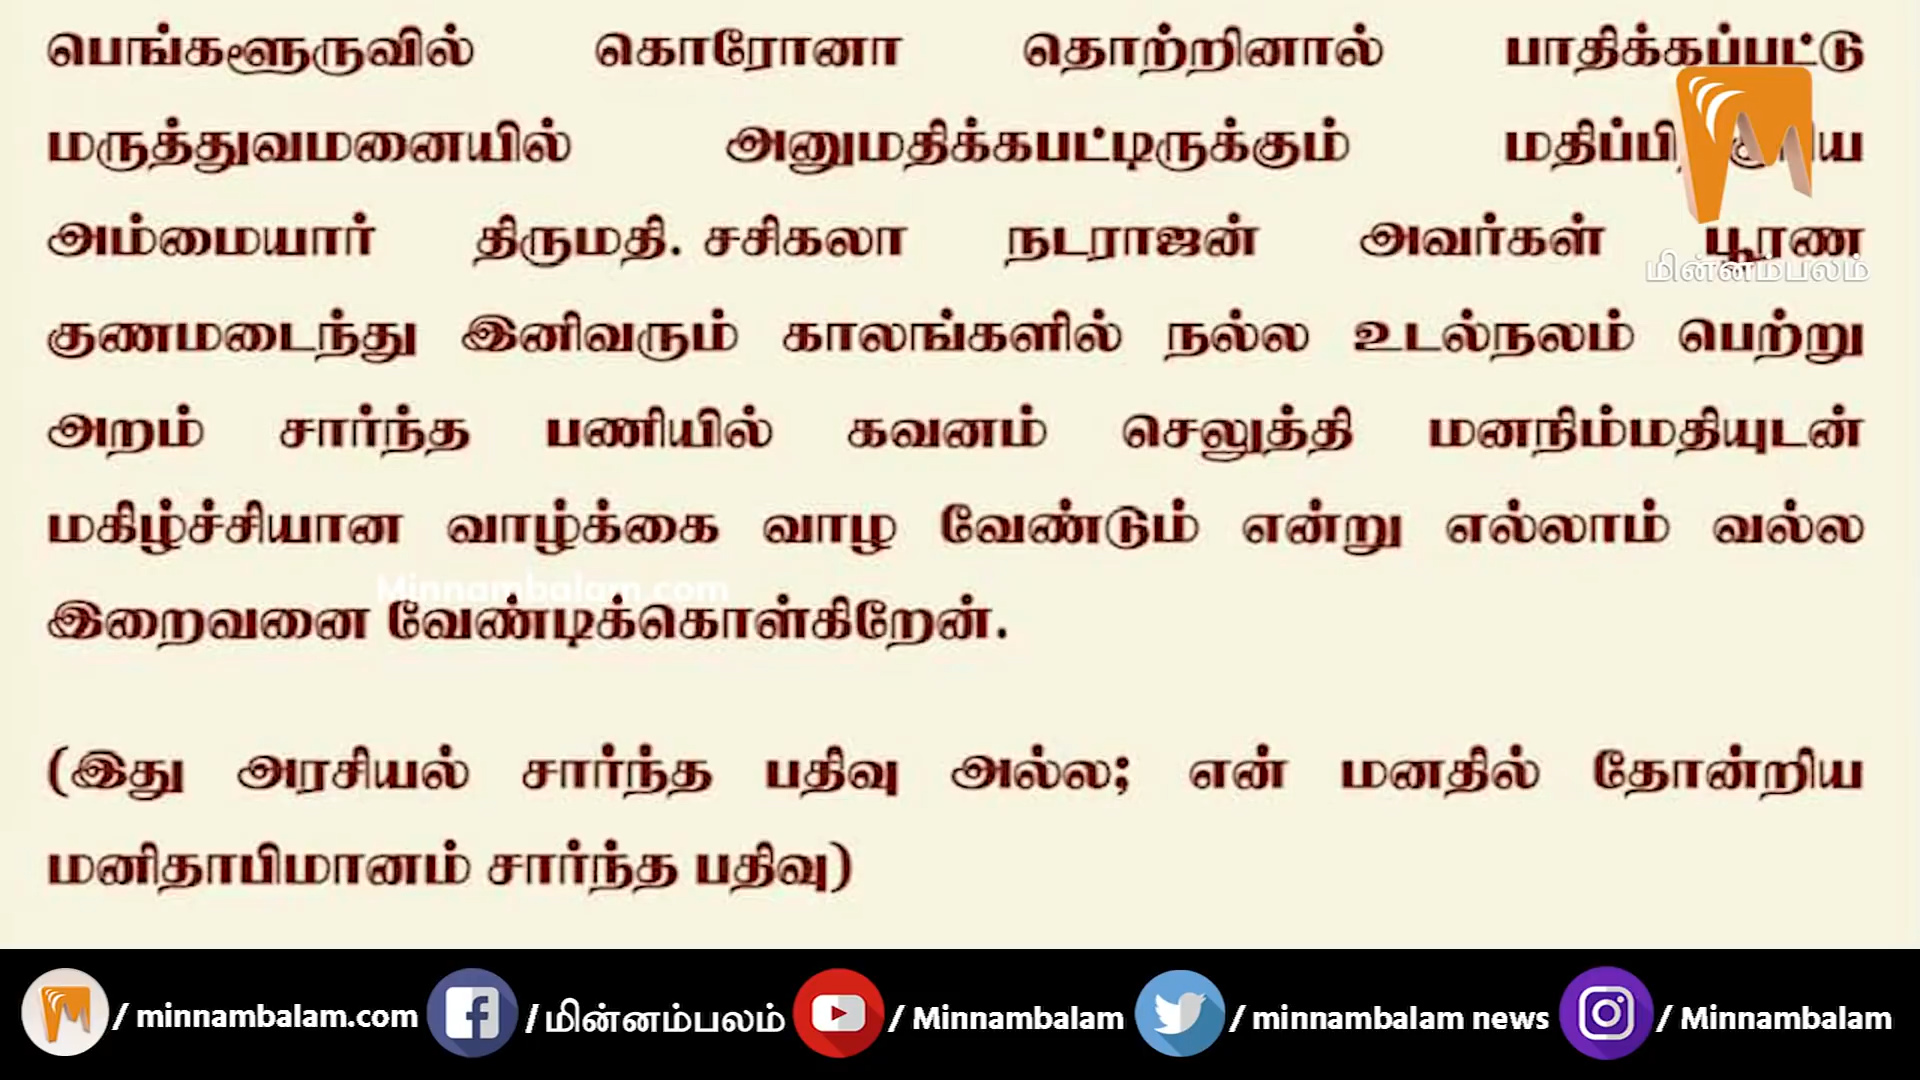 பெங்களூருவில் கொரோனா தொற்றினால் பாதிக்கப்பட்டு
மருத்துவமனையில் அனுமதிக்கபட்டிருக்கும்
அம்மையார் திருமதி. சசிகலா நடராஜன் அவர்கள் பூரண
மின்னம்பலம்
குணமடைந்து இனிவரும் காலங்களில் நல்ல உடல்நலம் பெற்று
அறம் சார்ந்த பணியில் கவனம் செலுத்தி மனநிம்மதியுடன்
மகிழ்ச்சியான வாழ்க்கை வாழ வேண்டும் என்று எல்லாம் வல்ல
Minnambalam.com
இறைவனை வேண்டிக்கொள்கிறேன்.
(இது அரசியல் சார்ந்த பதிவு அல்ல; என் மனதில் தோன்றிய
மனிதாபிமானம் சார்ந்த பதிவு)
/ minnambalam.com / மின்னம்பலம் / Minnambalam / minnambalam news / Minnambalam